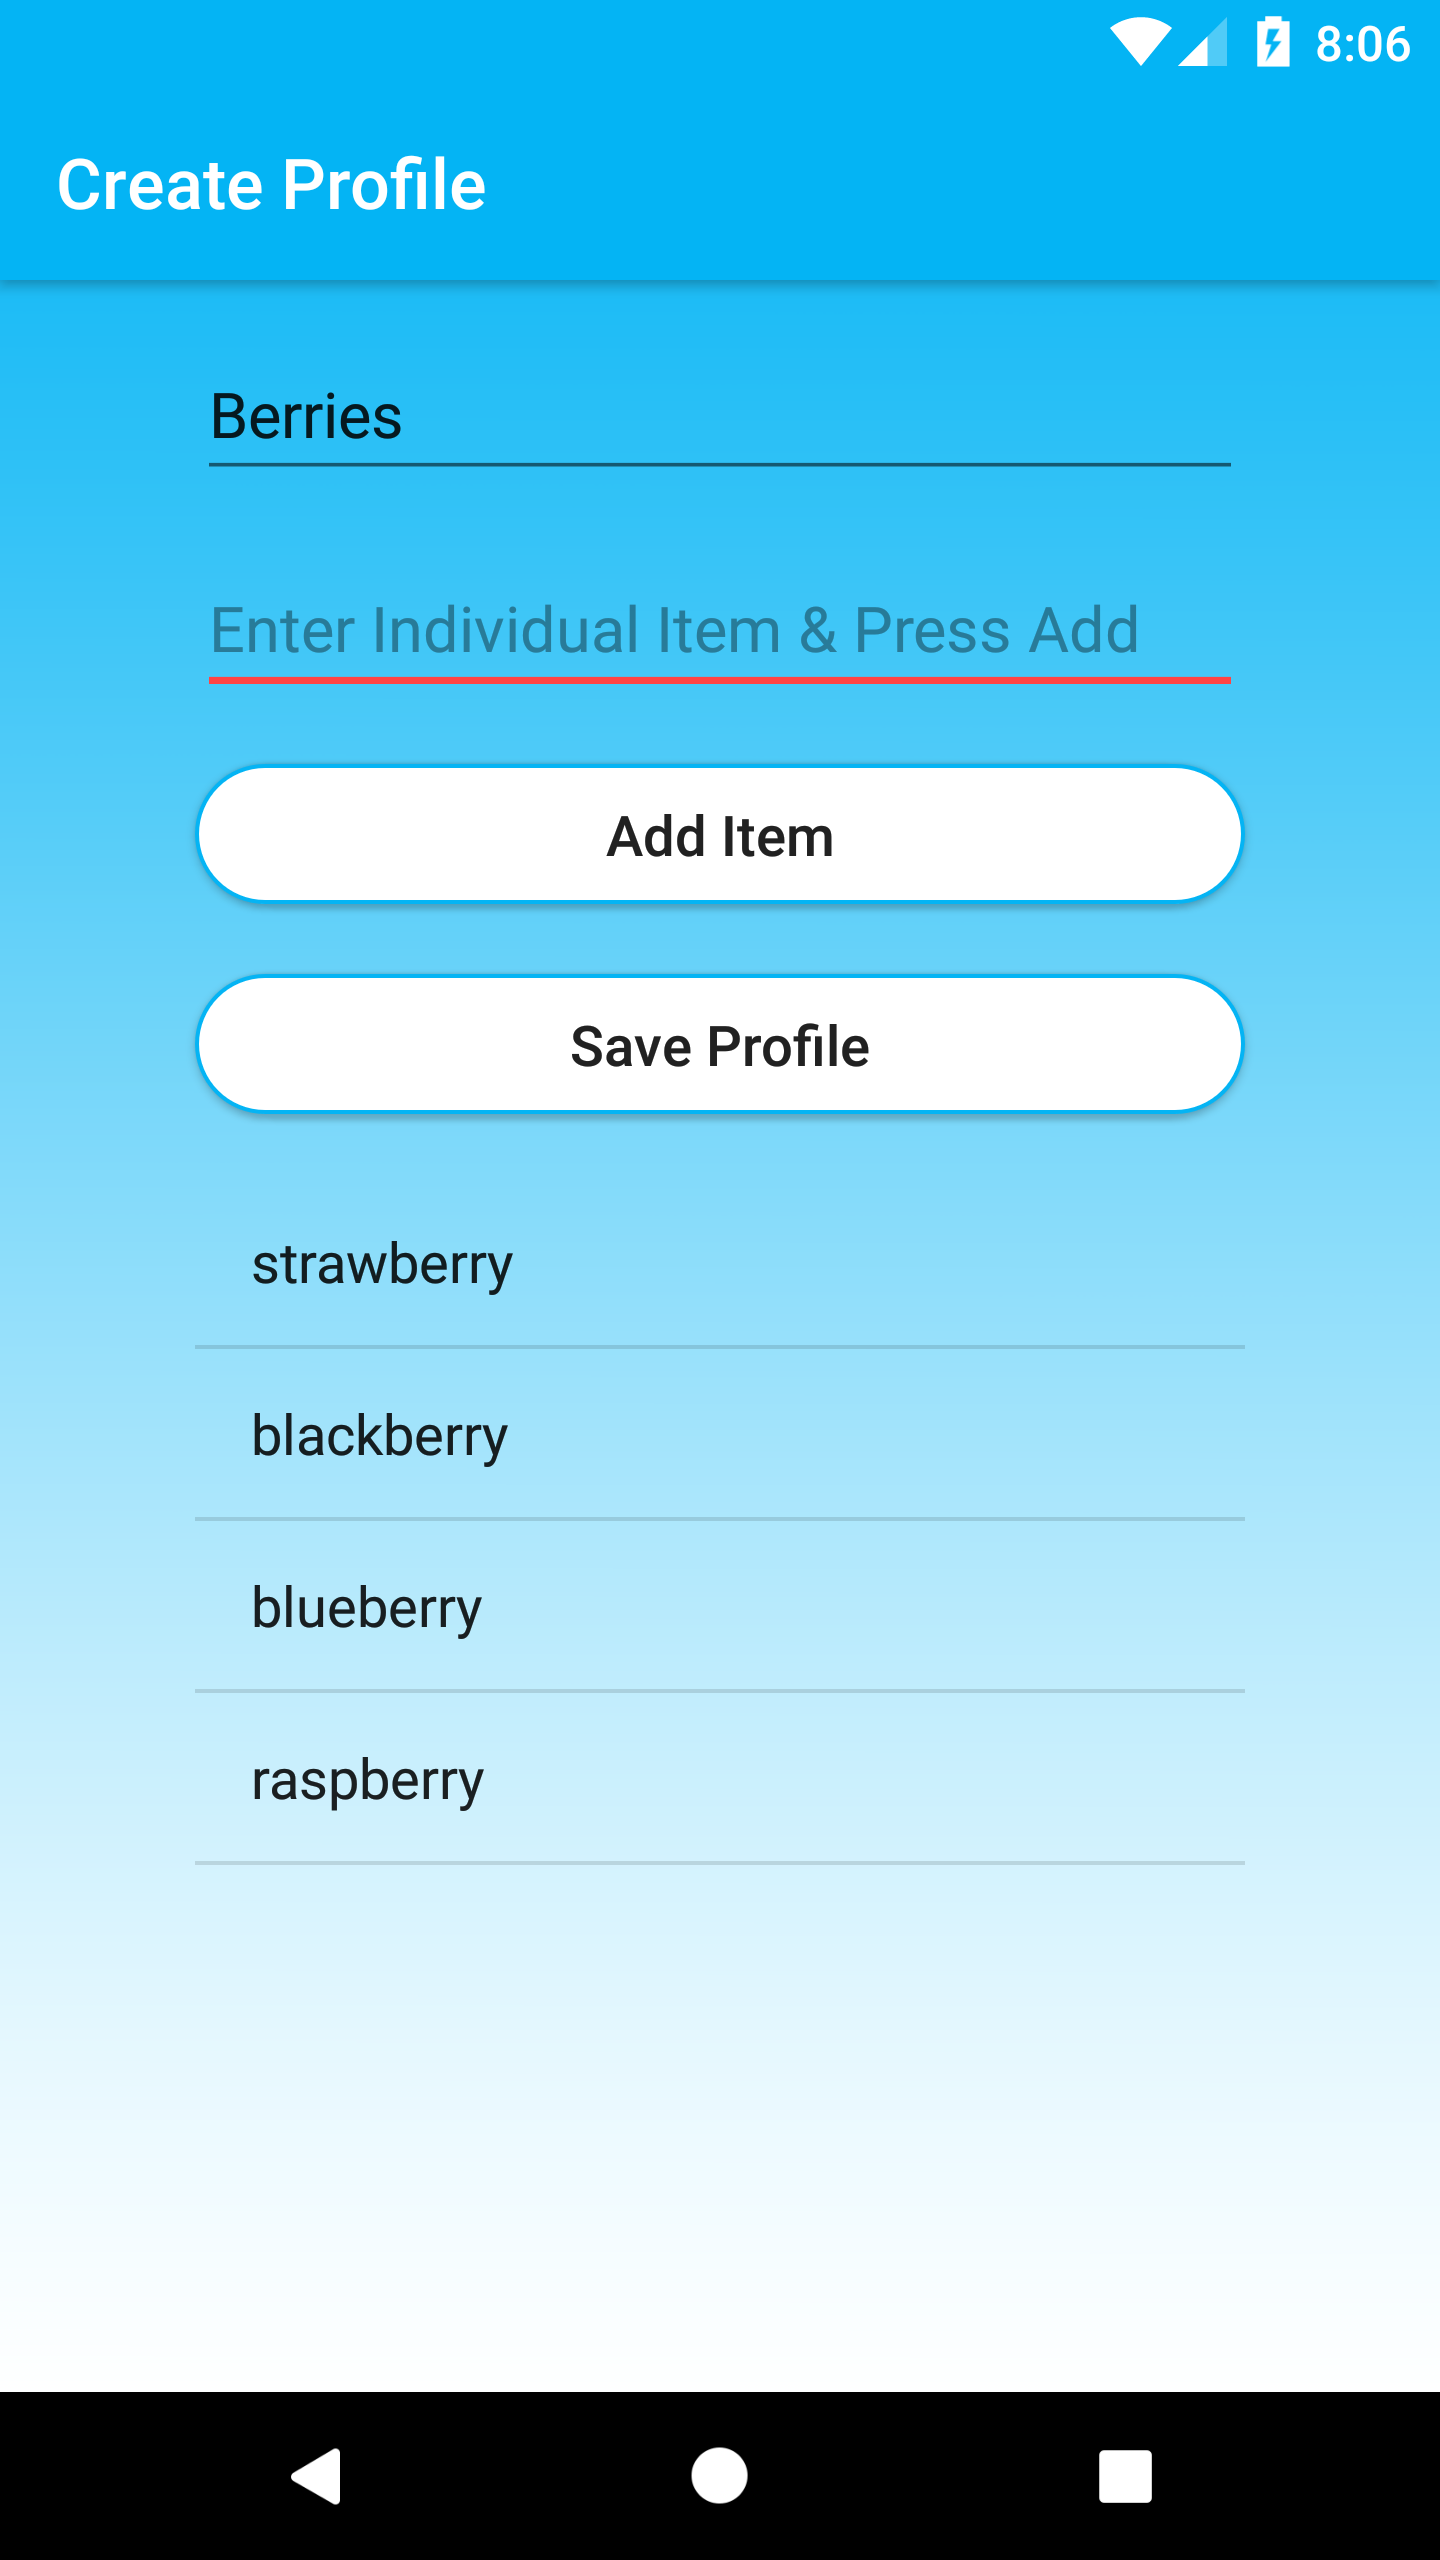 8:06
Create Profile
Berries
Enter Individual Item & Press Add
Add Item
Save Profile
strawberry
blackberry
blueberry
raspberry